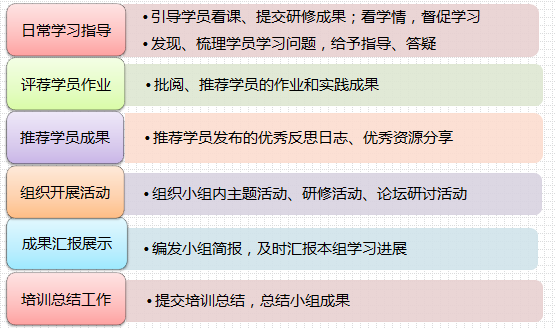 日常学习指导
•引导学员看课、提交研修成果；看学情，督促学习
•发现、梳理学员学习问题，给予指导、答疑
评荐学员作业
•批阅、推荐学员的作业和实践成果
推荐学员成果
•推荐学员发布的优秀反思日志、优秀资源分享
组织开展活动
•组织小组内主题活动、研修活动、论坛研讨活动
成果汇报展示
•编发小组简报，及时汇报本组学习进展
培训总结工作
•提交培训总结，总结小组成果